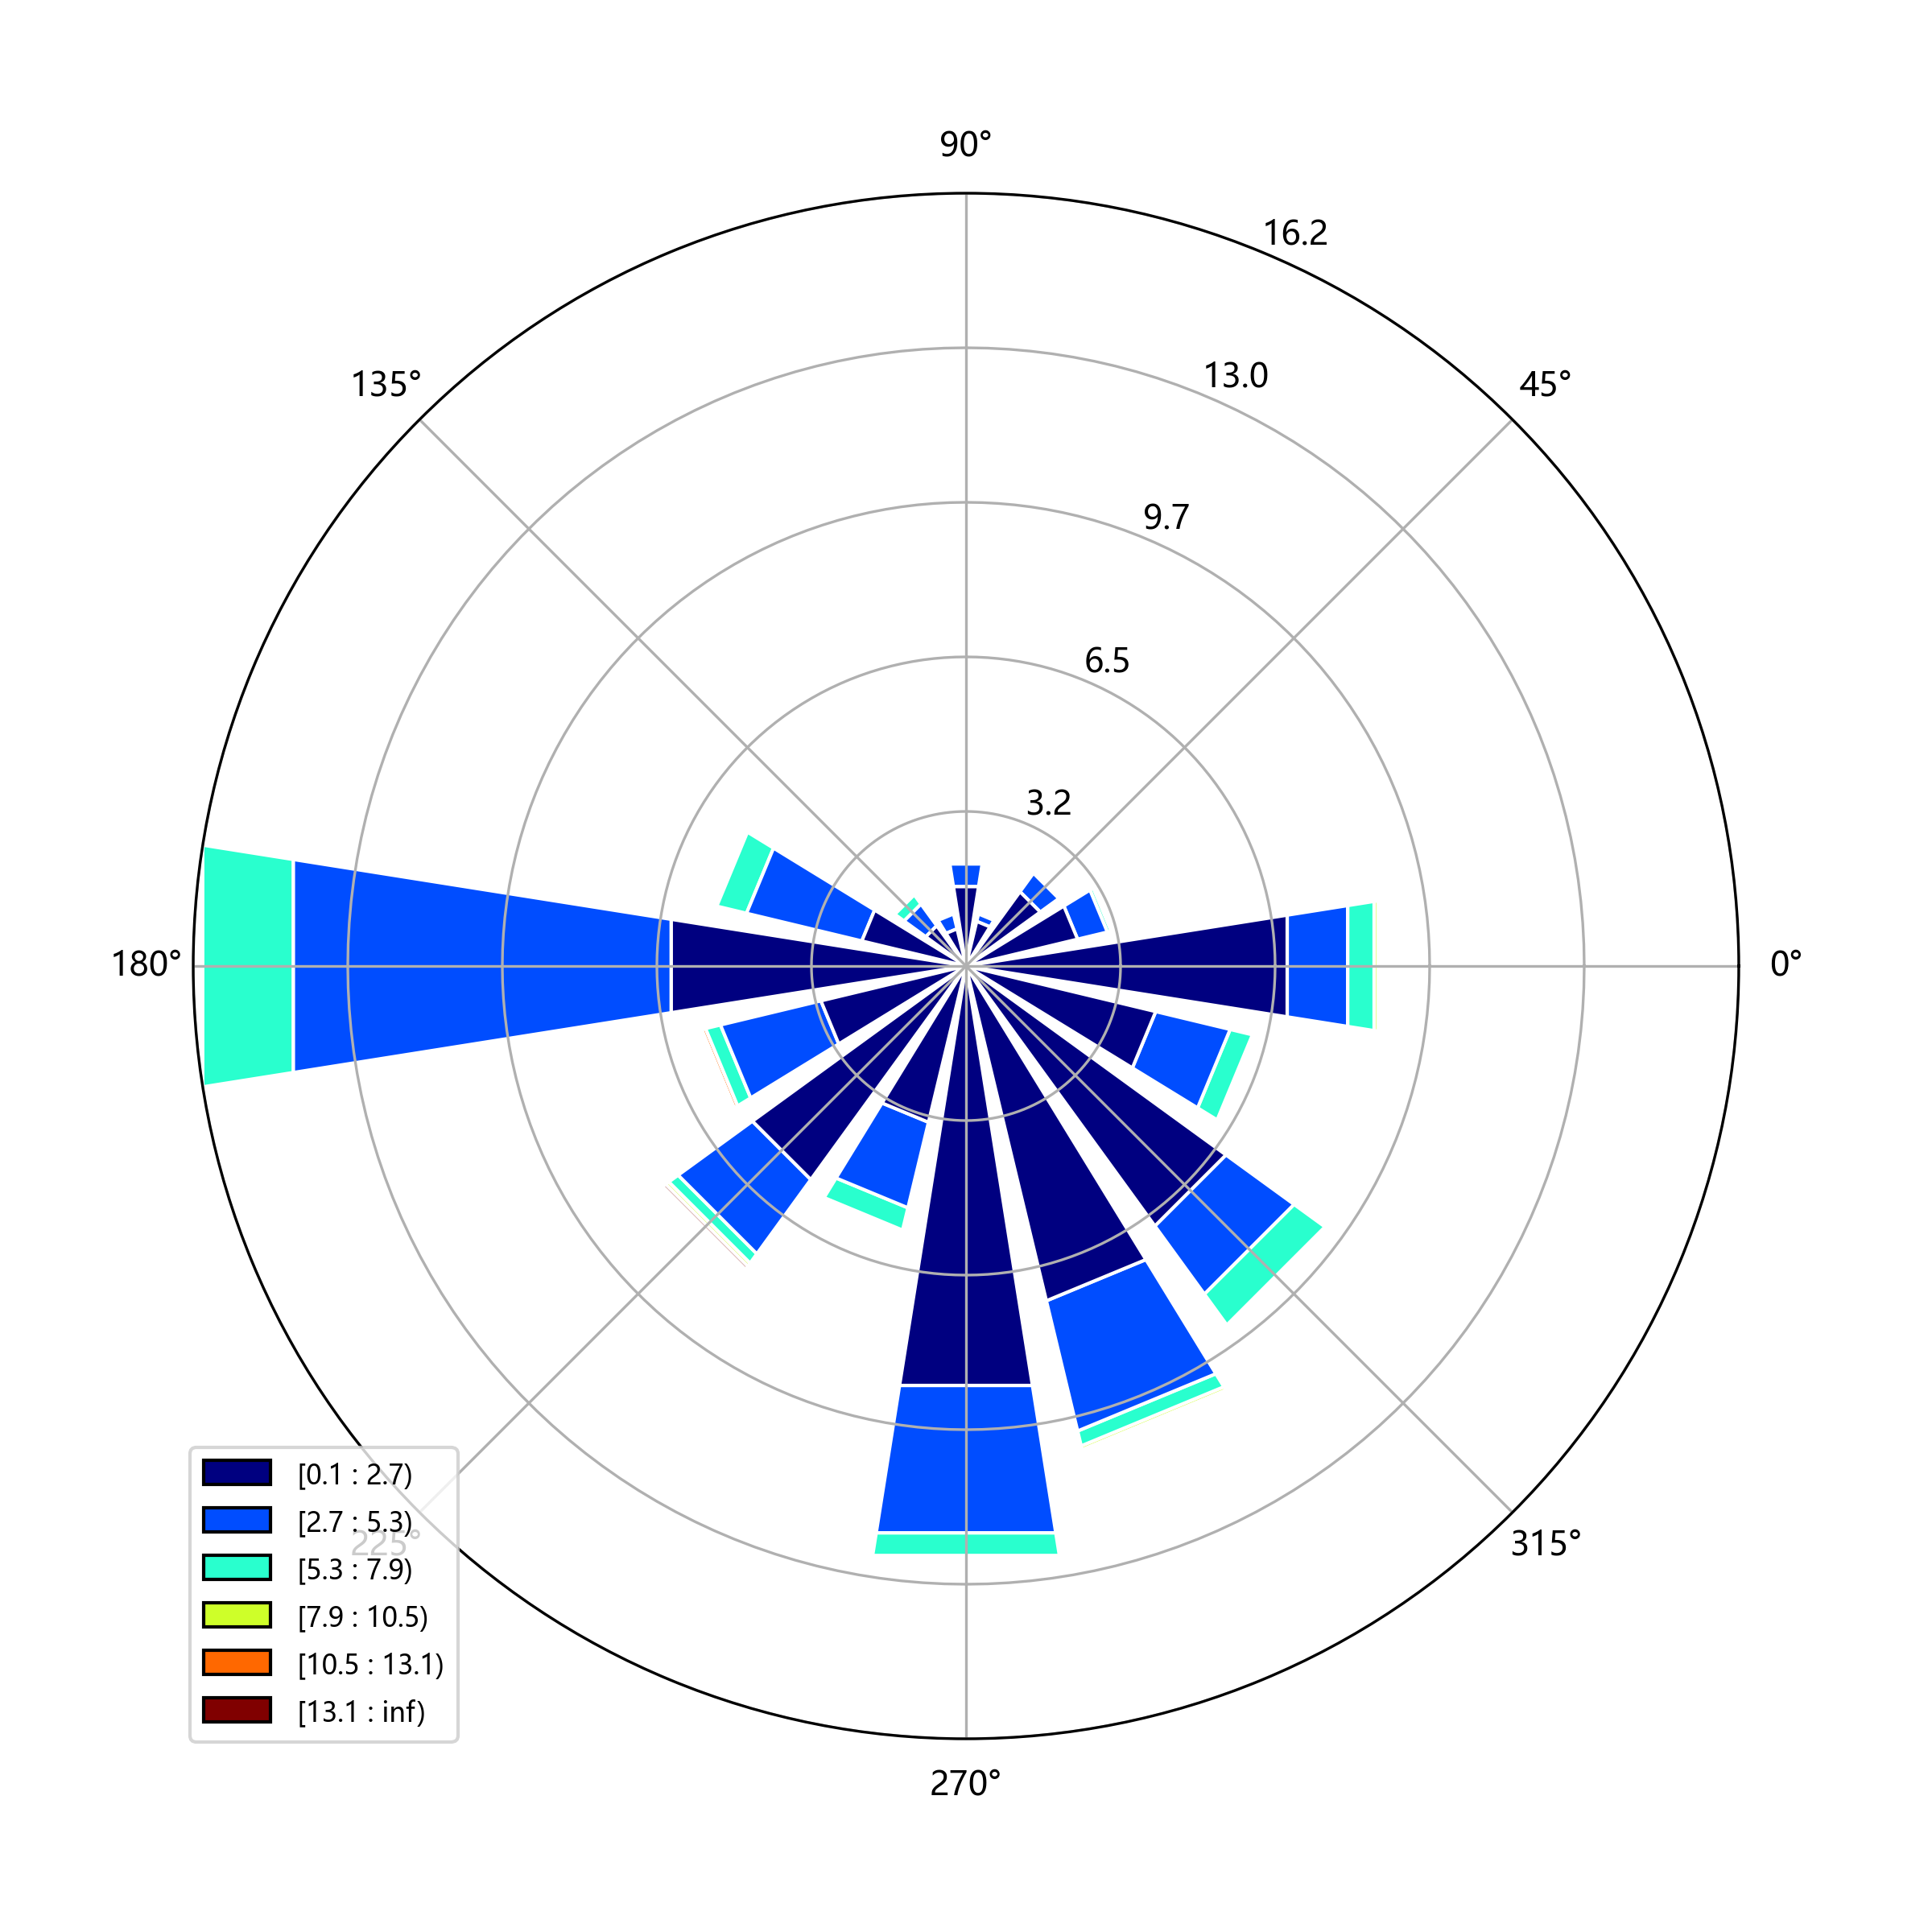 90°
16.2
13.0
135°
45°
9.7
6.5
3.2
180°
0°
[0.1 : 2.7)
[2.7 : 5.3)
225°
315°
[5.3 : 7.9)
[7.9 : 10.5)
[10.5 : 13.1)
[13.1 : inf)
270°